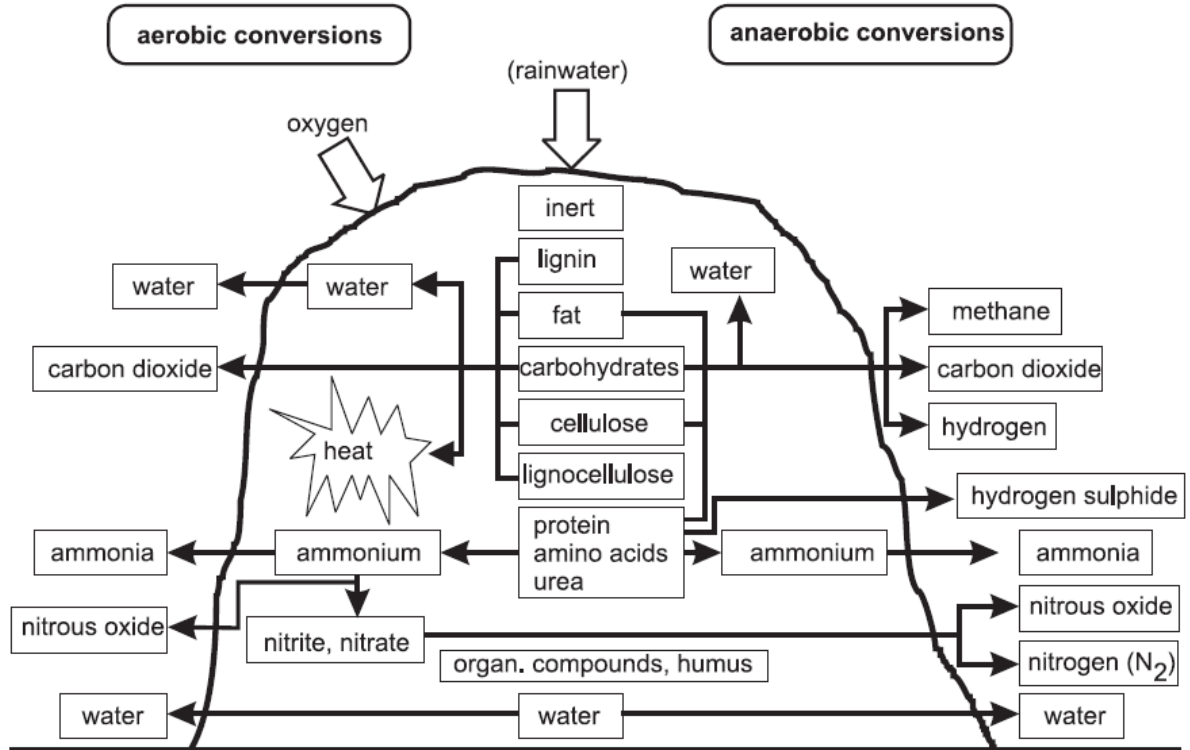 aerobic conversions
anaerobic conversions
(rainwater)
oxygen
inert
lignin
water
water
water
fat
methane
carbon dioxide
carbohydrates
carbon dioxide
cellulose
hydrogen
heat
lignocellulose
hydrogen sulphide
protein
amino acids
urea
ammonia
ammonium
ammonium
ammonia
nitrous oxide
nitrite, nitrate
nitrous oxide
organ. compounds, humus
nitrogen (N2)
water
water
water